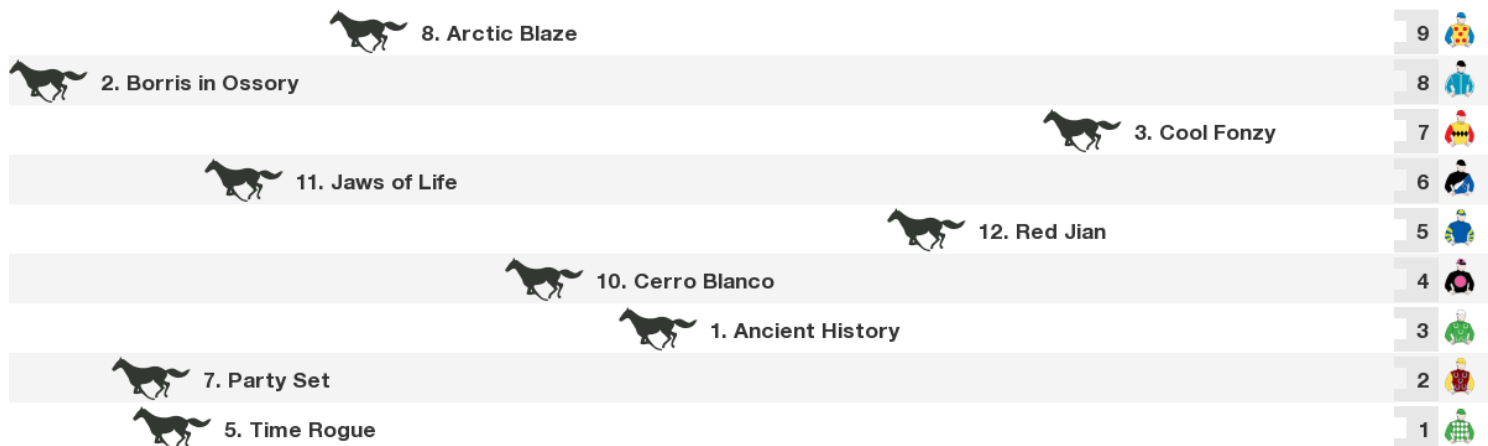 8. Arctic Blaze 9
2. Borris in Ossory 8
3. Cool Fonzy 7
11. Jaws of Life 6
12. Red Jian 5
10. Cerro Blanco 4
1. Ancient History 3
7. Party Set 2
5. Time Rogue 1